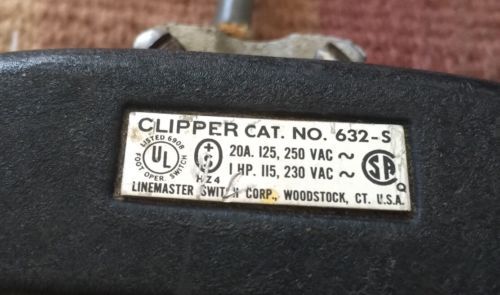 CLIPPER CAT. NO. 632-S
LISTED 690B
UL
FOOT OPER. SWITCH
+
S
HZ4
20A. 125, 250 VAC ~
1 HP. 115, 230 VAC ~
SA
Q
LINEMASTER SWITCH CORP., WOODSTOCK, CT. U.S.A.